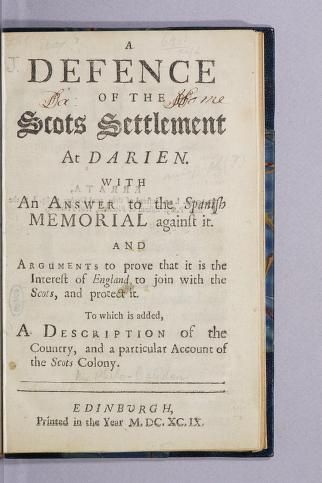 A
DEFENCE
OF THE
Scots Settlement
At DARIEN.
WITH
An ANSWER to the Spaniſh
MEMORIAL againſt it.
AND
ARGUMENTS to prove that it is the
Intereſt of England to join with the
Scots, and protect it.
To which is added,
A DESCRIPTION of the
Country, and a particular Account of
the Scots Colony.
EDINBURGH,
Printed in the Year M. DC. XC. IX.